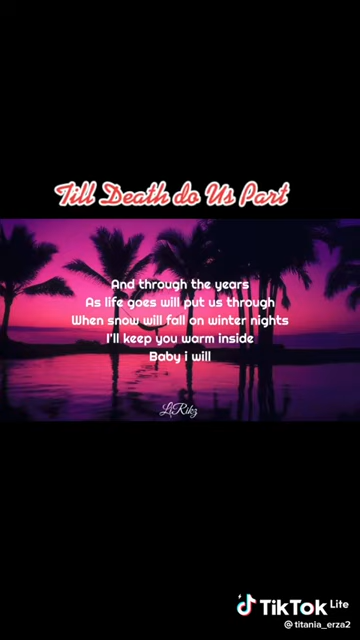 Till Death do Us Part
And through the years
As life goes will put us through
When snow will fall on winter nights
I'll keep you warm inside
Baby i will
LiRikz
TikTok Lite
@titania_erza2